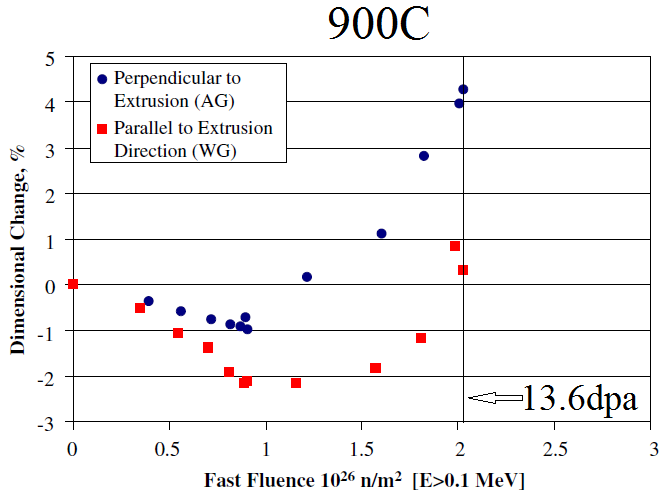 900C
5
4
3
2
1
0
-1
-2
-3
Dimensional Change, %
Perpendicular to
Extrusion (AG)
Parallel to Extrusion
Direction (WG)
13.6dpa
0 0.5 1 1.5 2 2.5 3
Fast Fluence 10²⁶ n/m² [E>0.1 MeV]